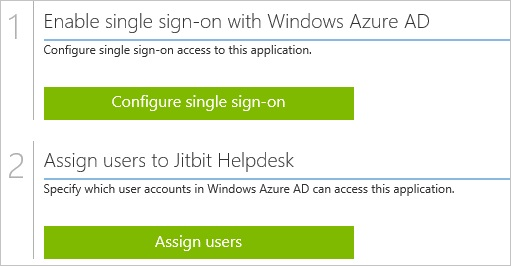 1
Enable single sign-on with Windows Azure AD
Configure single sign-on access to this application.
Configure single sign-on
2
Assign users to Jitbit Helpdesk
Specify which user accounts in Windows Azure AD can access this application.
Assign users